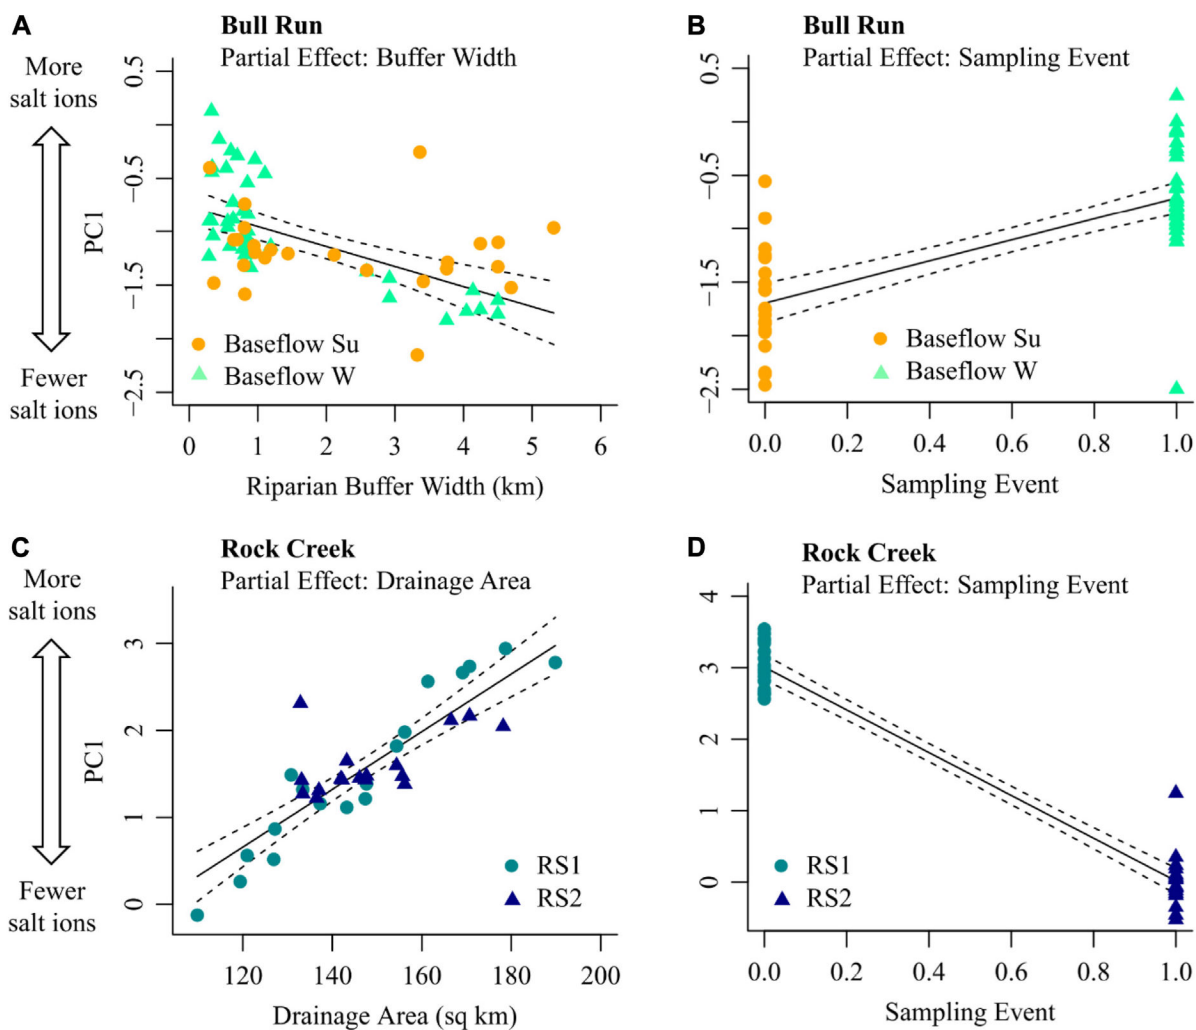 A
Bull Run
Partial Effect: Buffer Width
More
salt ions
Fewer
salt ions
PC1
0.5
−0.5
−1.5
−2.5
Baseflow Su
Baseflow W
0 1 2 3 4 5 6
Riparian Buffer Width (km)
B
Bull Run
Partial Effect: Sampling Event
0.5
−0.5
−1.5
−2.5
Baseflow Su
Baseflow W
0.0 0.2 0.4 0.6 0.8 1.0
Sampling Event
C
Rock Creek
Partial Effect: Drainage Area
More
salt ions
Fewer
salt ions
PC1
3
2
1
0
RS1
RS2
120 140 160 180 200
Drainage Area (sq km)
D
Rock Creek
Partial Effect: Sampling Event
4
3
2
1
0
RS1
RS2
0.0 0.2 0.4 0.6 0.8 1.0
Sampling Event